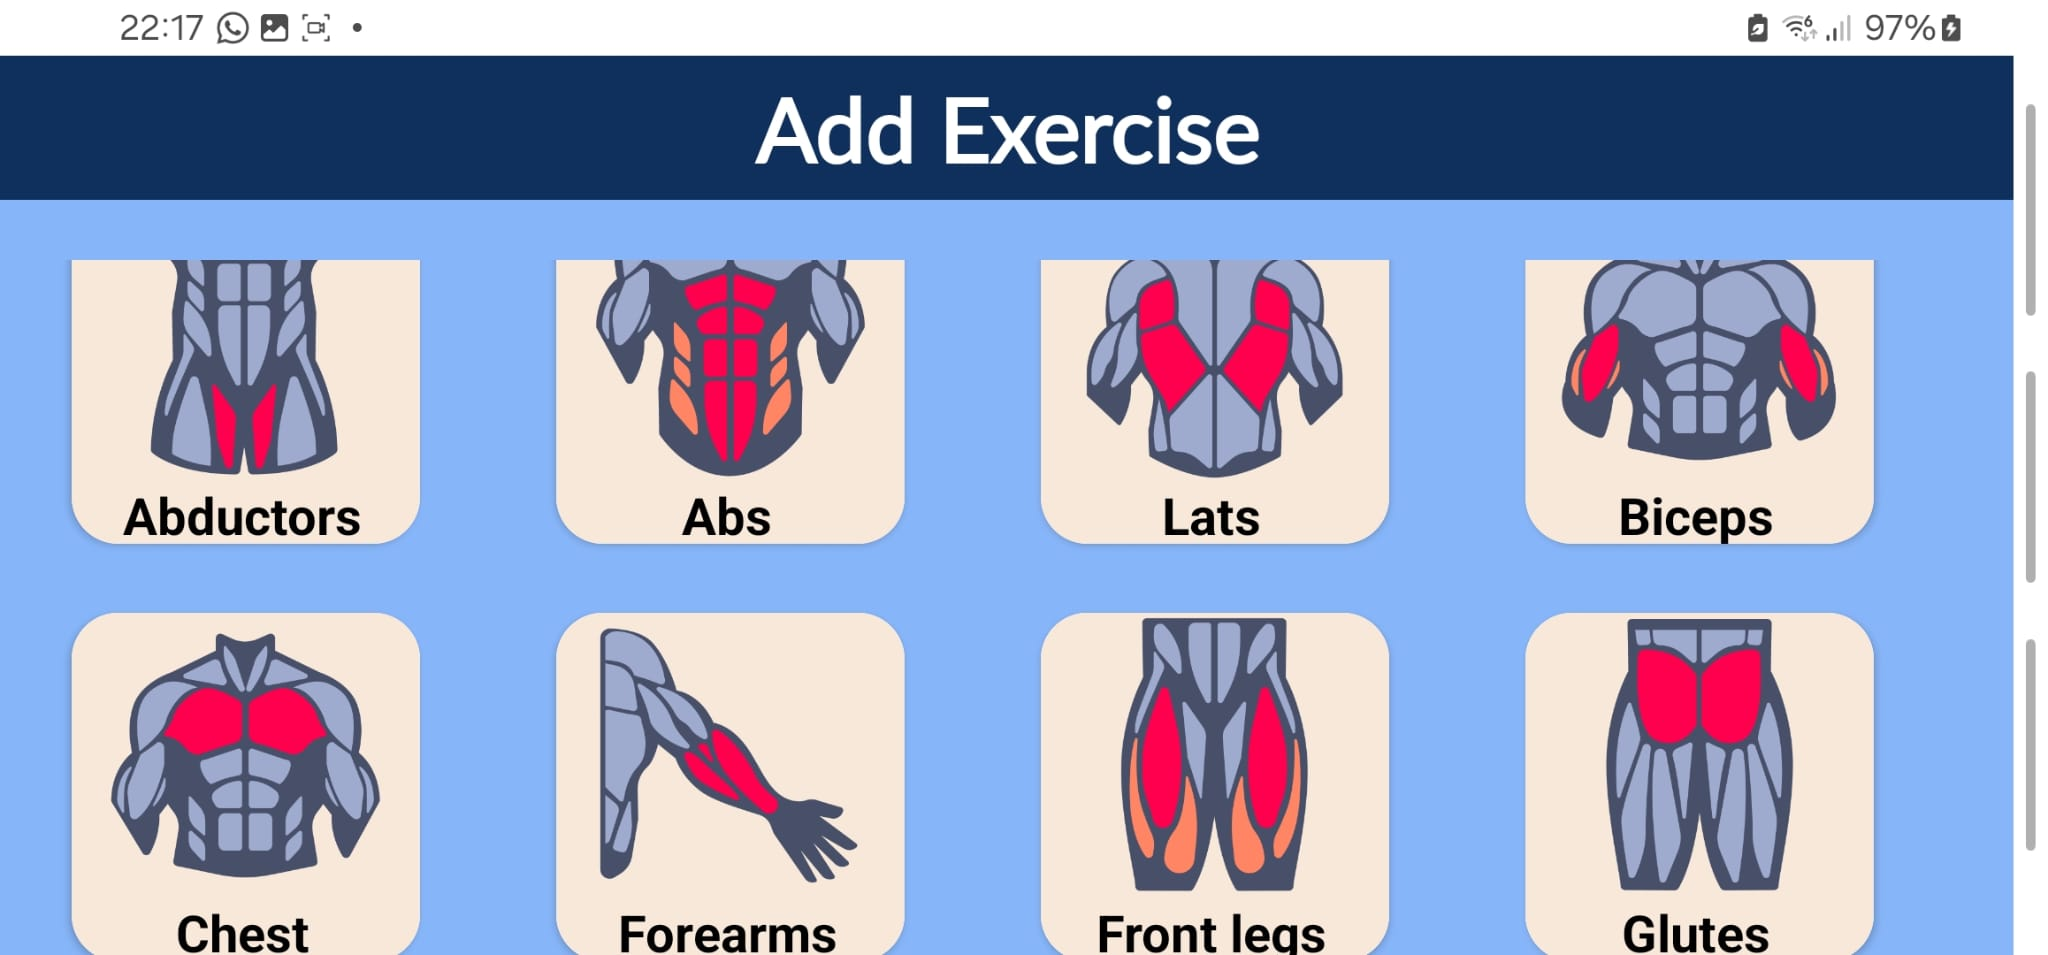 22:17 97%
Add Exercise
Abductors Abs Lats Biceps
Chest Forearms Front legs Glutes